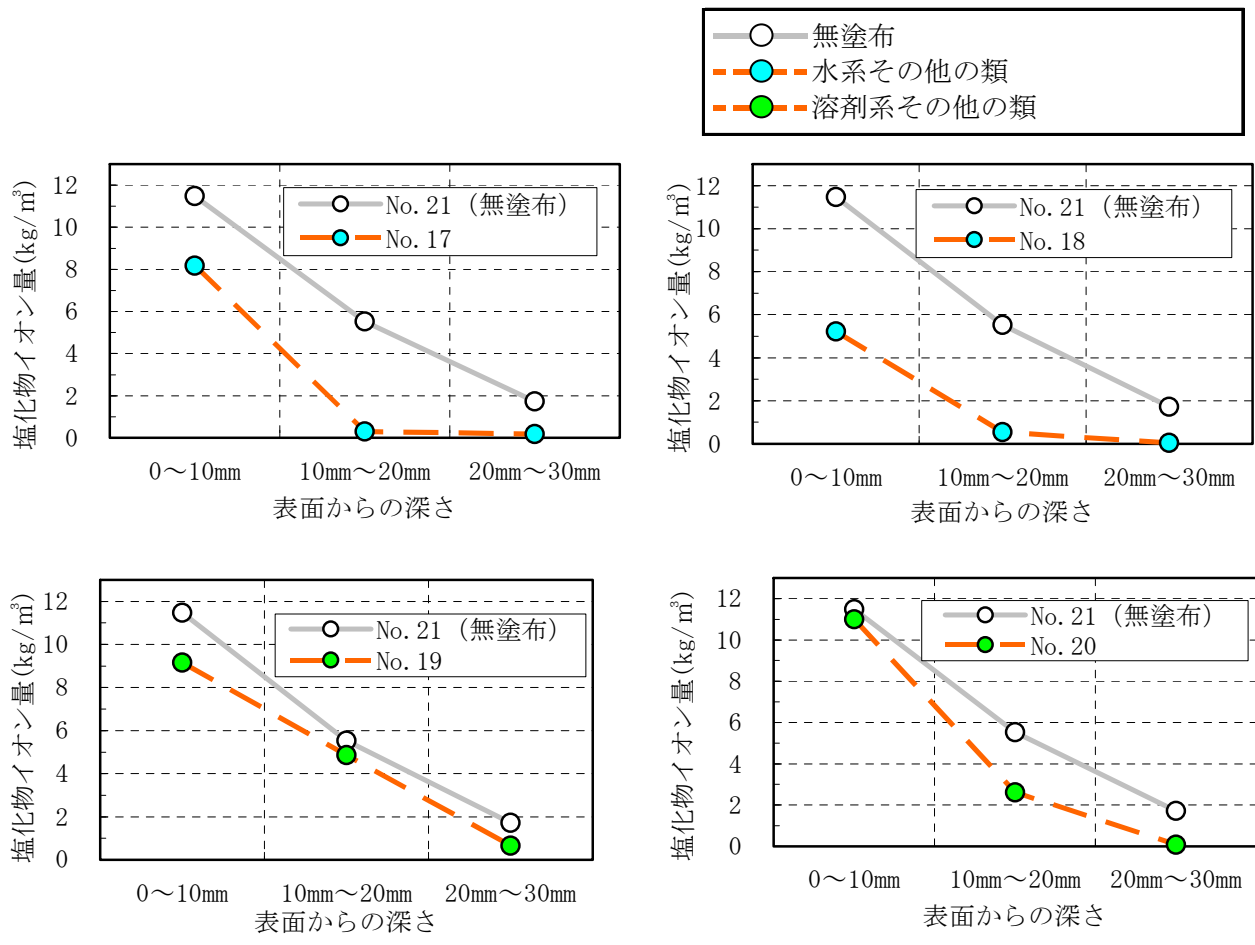 無塗布
水系その他の類
溶剤系その他の類
塩化物イオン量(kg/m³)
12
10
8
6
4
2
0
No.21 (無塗布)
No.17
0～10mm
10mm～20mm
20mm～30mm
表面からの深さ
塩化物イオン量(kg/m³)
12
10
8
6
4
2
0
No.21 (無塗布)
No.18
0～10mm
10mm～20mm
20mm～30mm
表面からの深さ
塩化物イオン量(kg/m³)
12
10
8
6
4
2
0
No.21 (無塗布)
No.19
0～10mm
10mm～20mm
20mm～30mm
表面からの深さ
塩化物イオン量(kg/m³)
12
10
8
6
4
2
0
No.21 (無塗布)
No.20
0～10mm
10mm～20mm
20mm～30mm
表面からの深さ